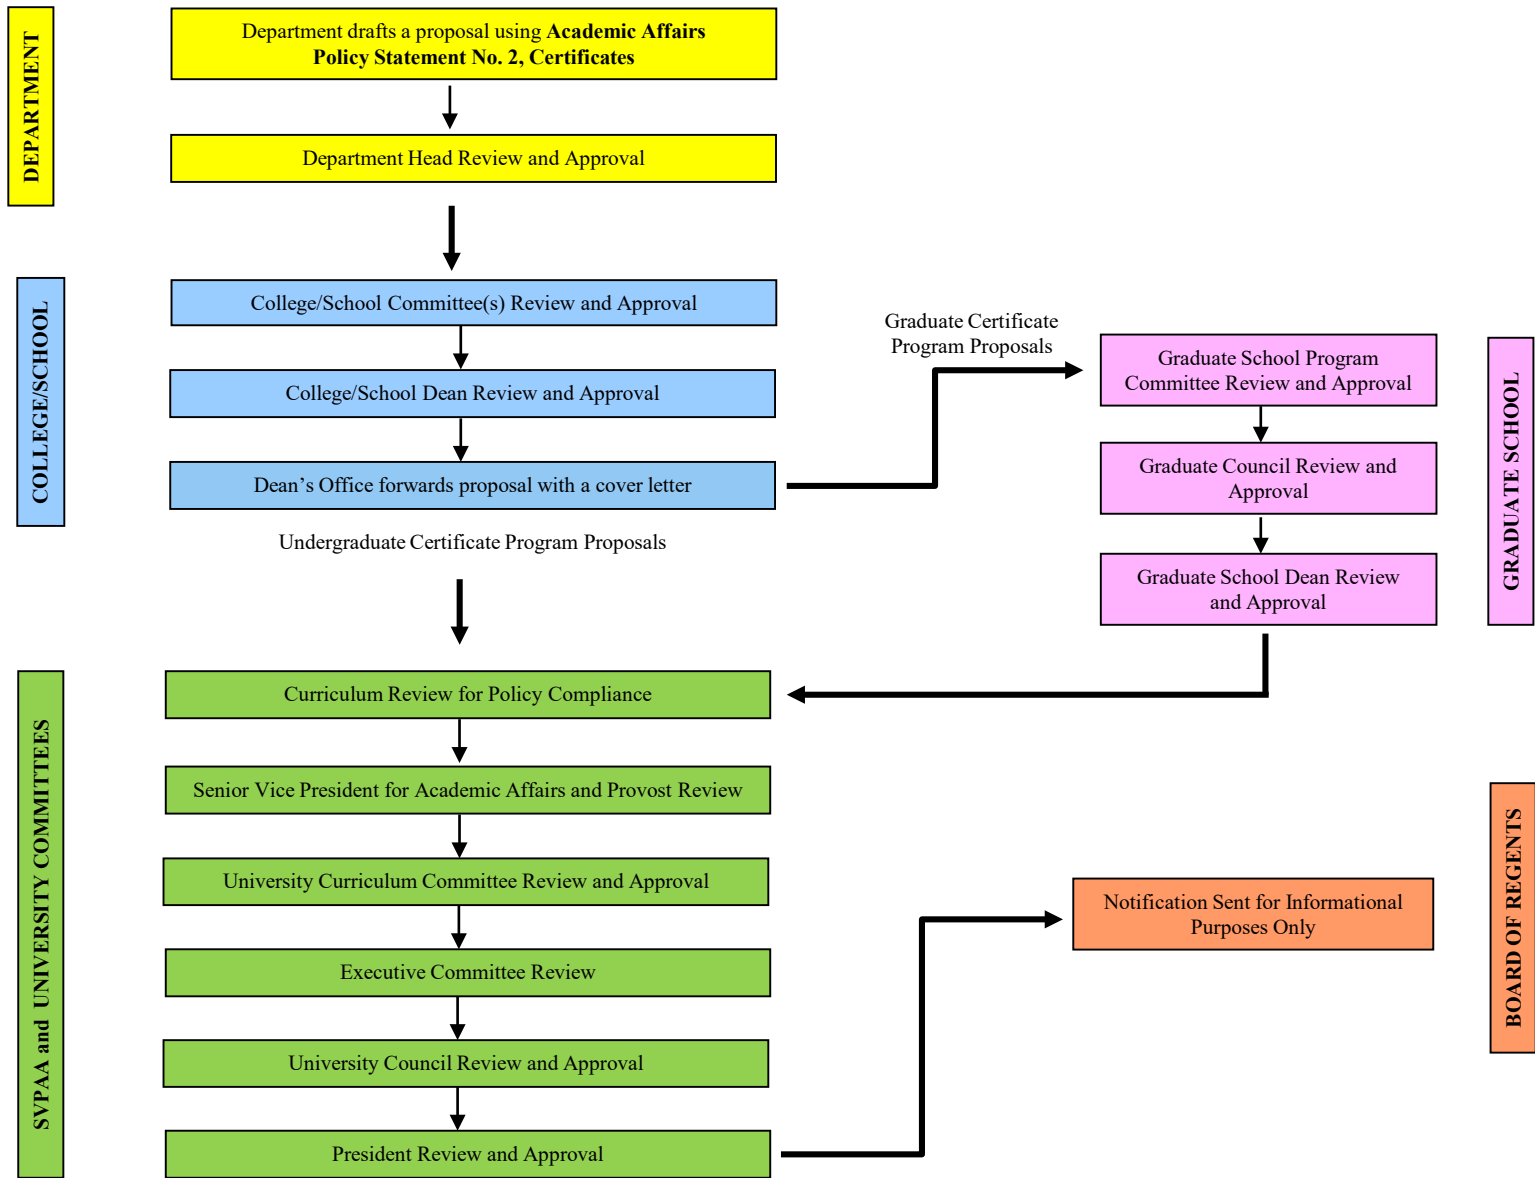 DEPARTMENT
Department drafts a proposal using Academic Affairs
Policy Statement No. 2, Certificates
Department Head Review and Approval
COLLEGE/SCHOOL
College/School Committee(s) Review and Approval
College/School Dean Review and Approval
Dean’s Office forwards proposal with a cover letter
Graduate Certificate
Program Proposals
Graduate School Program
Committee Review and Approval
Graduate Council Review and
Approval
Graduate School Dean Review
and Approval
GRADUATE SCHOOL
Undergraduate Certificate Program Proposals
SVPAA and UNIVERSITY COMMITTEES
Curriculum Review for Policy Compliance
Senior Vice President for Academic Affairs and Provost Review
University Curriculum Committee Review and Approval
Executive Committee Review
University Council Review and Approval
President Review and Approval
Notification Sent for Informational
Purposes Only
BOARD OF REGENTS